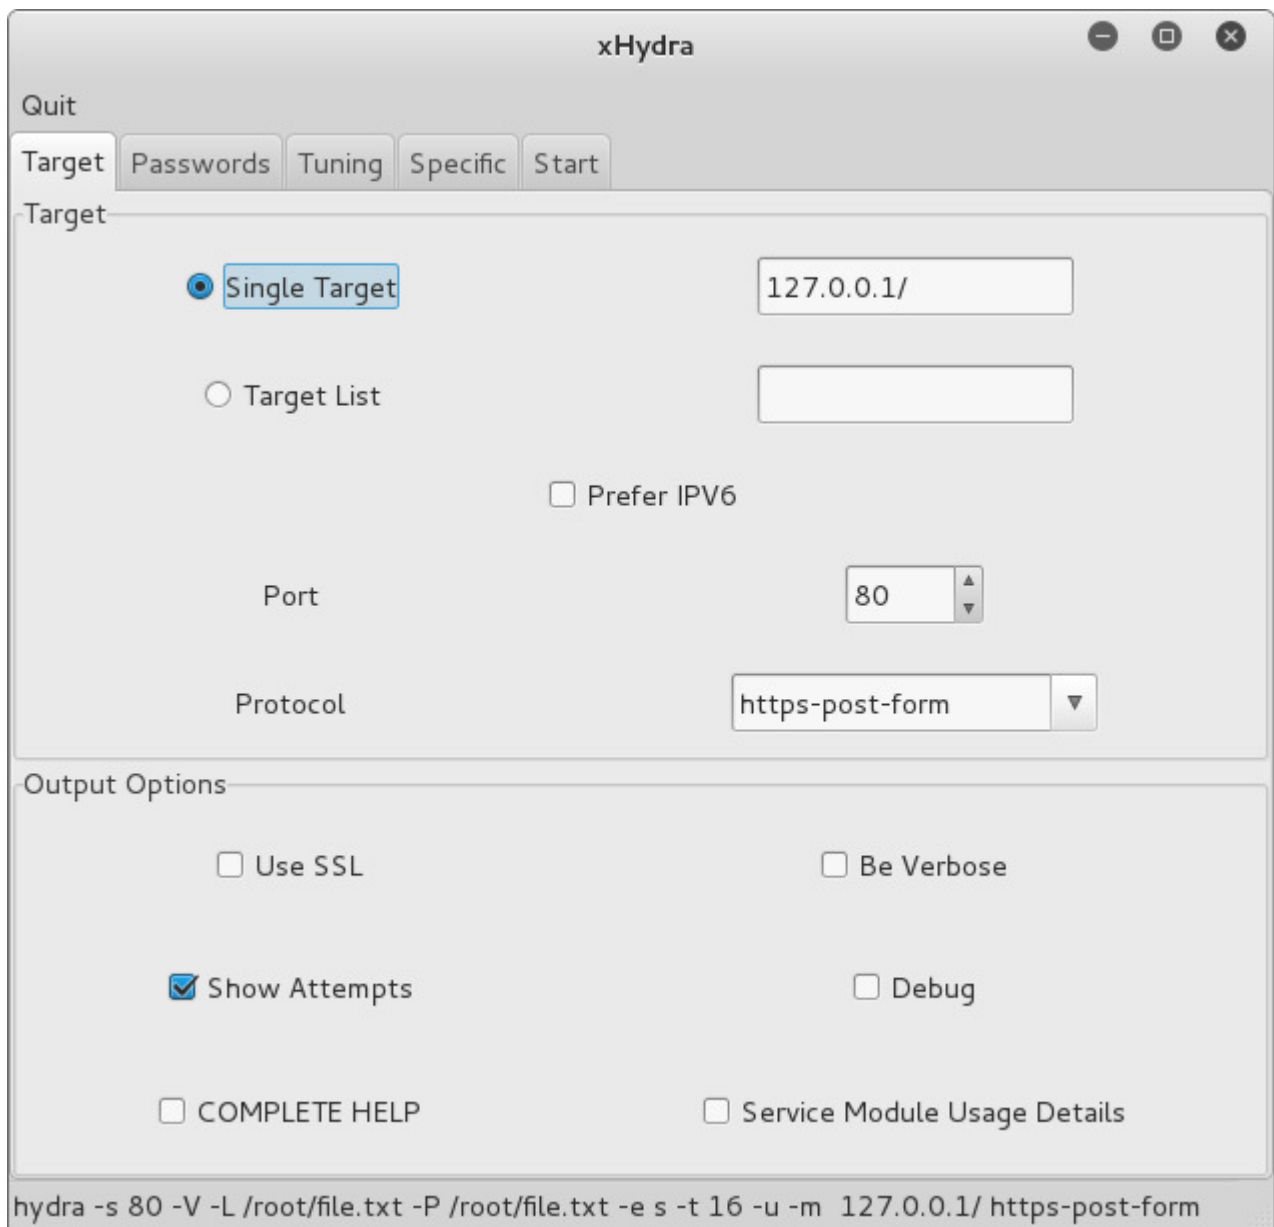 xHydra
Quit
Target Passwords Tuning Specific Start
Target
Single Target 127.0.0.1/
Target List
Prefer IPV6
Port 80
Protocol https-post-form
Output Options
Use SSL Be Verbose
Show Attempts Debug
COMPLETE HELP Service Module Usage Details
hydra -s 80 -V -L /root/file.txt -P /root/file.txt -e s -t 16 -u -m  127.0.0.1/ https-post-form